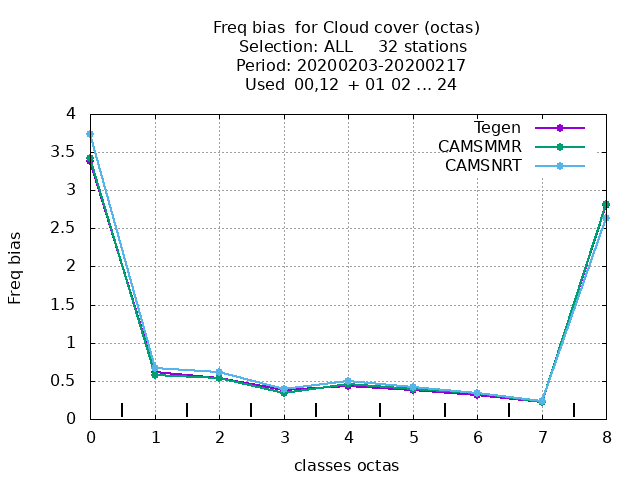 Freq bias for Cloud cover (octas)
Selection: ALL 32 stations
Period: 20200203-20200217
Used 00,12 + 01 02 ... 24
Tegen
CAMSMMR
CAMSNRT
4
3.5
3
2.5
2
1.5
1
0.5
0
Freq bias
0 1 2 3 4 5 6 7 8
classes octas